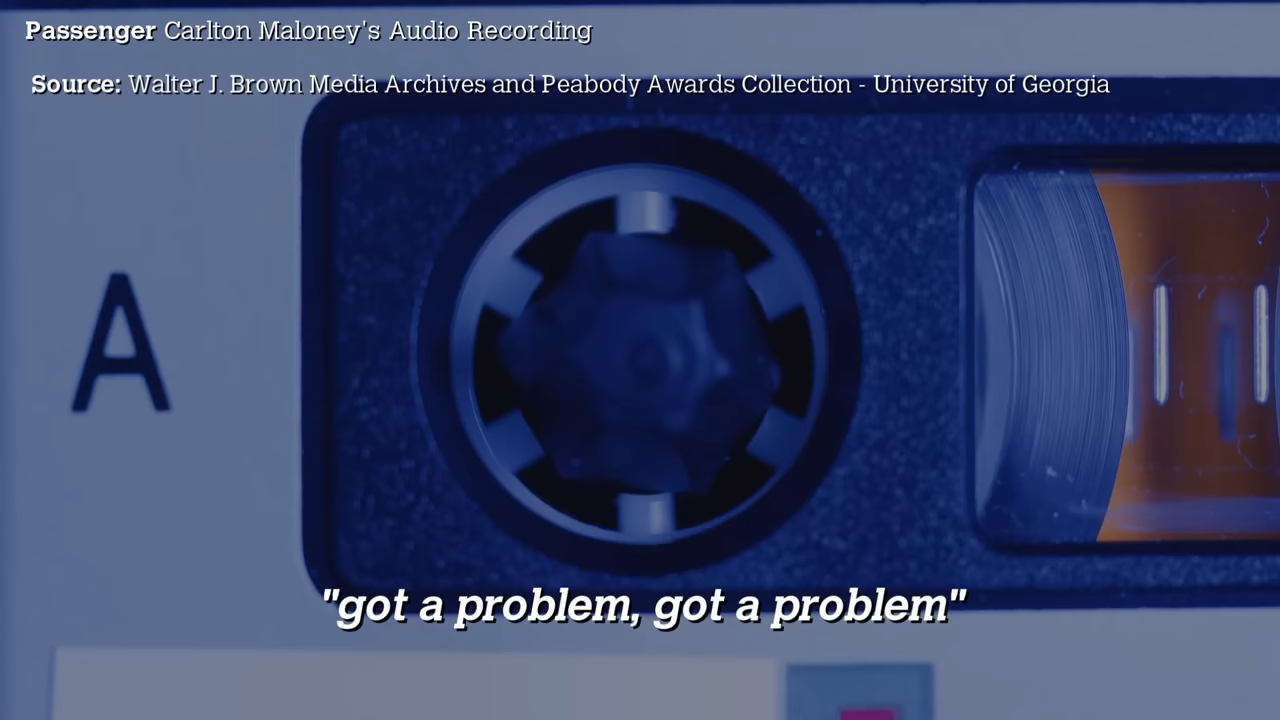 Passenger Carlton Maloney's Audio Recording
Source: Walter J. Brown Media Archives and Peabody Awards Collection - University of Georgia
A
"got a problem, got a problem"